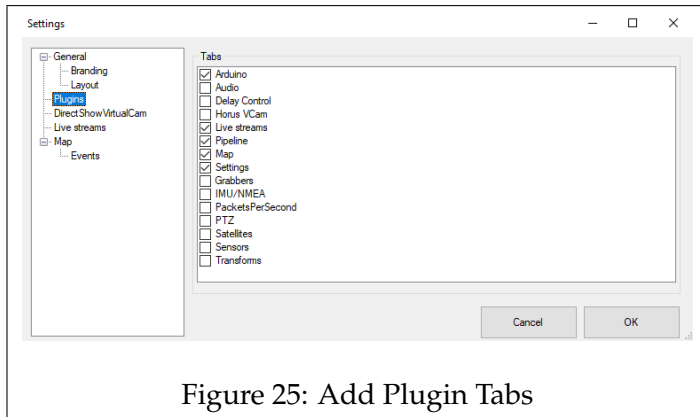 Settings
General
Branding
Layout
Plugins
DirectShowVirtualCam
Live streams
Map
Events
Tabs
Arduino
Audio
Delay Control
Horus VCam
Live streams
Pipeline
Map
Settings
Grabbers
IMU/NMEA
PacketsPerSecond
PTZ
Satellites
Sensors
Transforms
Cancel
OK
Figure 25: Add Plugin Tabs